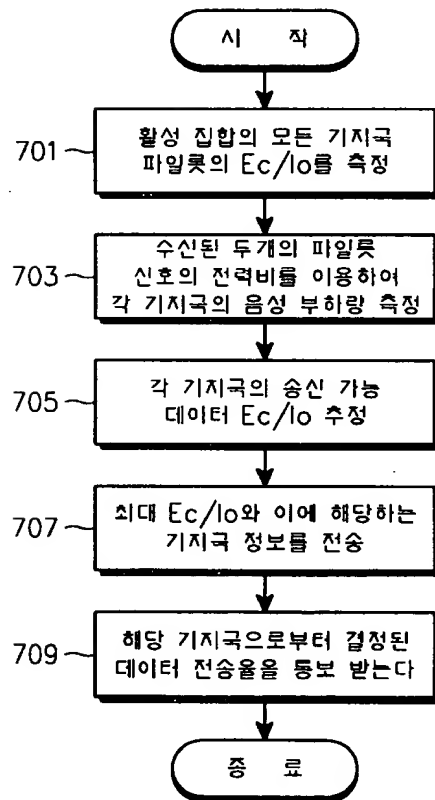 시 작
701
활성 집합의 모든 기지국
파일롯의 Ec/Io를 측정
703
수신된 두개의 파일롯
신호의 전력비를 이용하여
각 기지국의 음성 부하량 측정
705
각 기지국의 송신 가능
데이터 Ec/Io 추정
707
최대 Ec/Io와 이에 해당하는
기지국 정보를 전송
709
해당 기지국으로부터 결정된
데이터 전송율을 통보 받는다
종 료